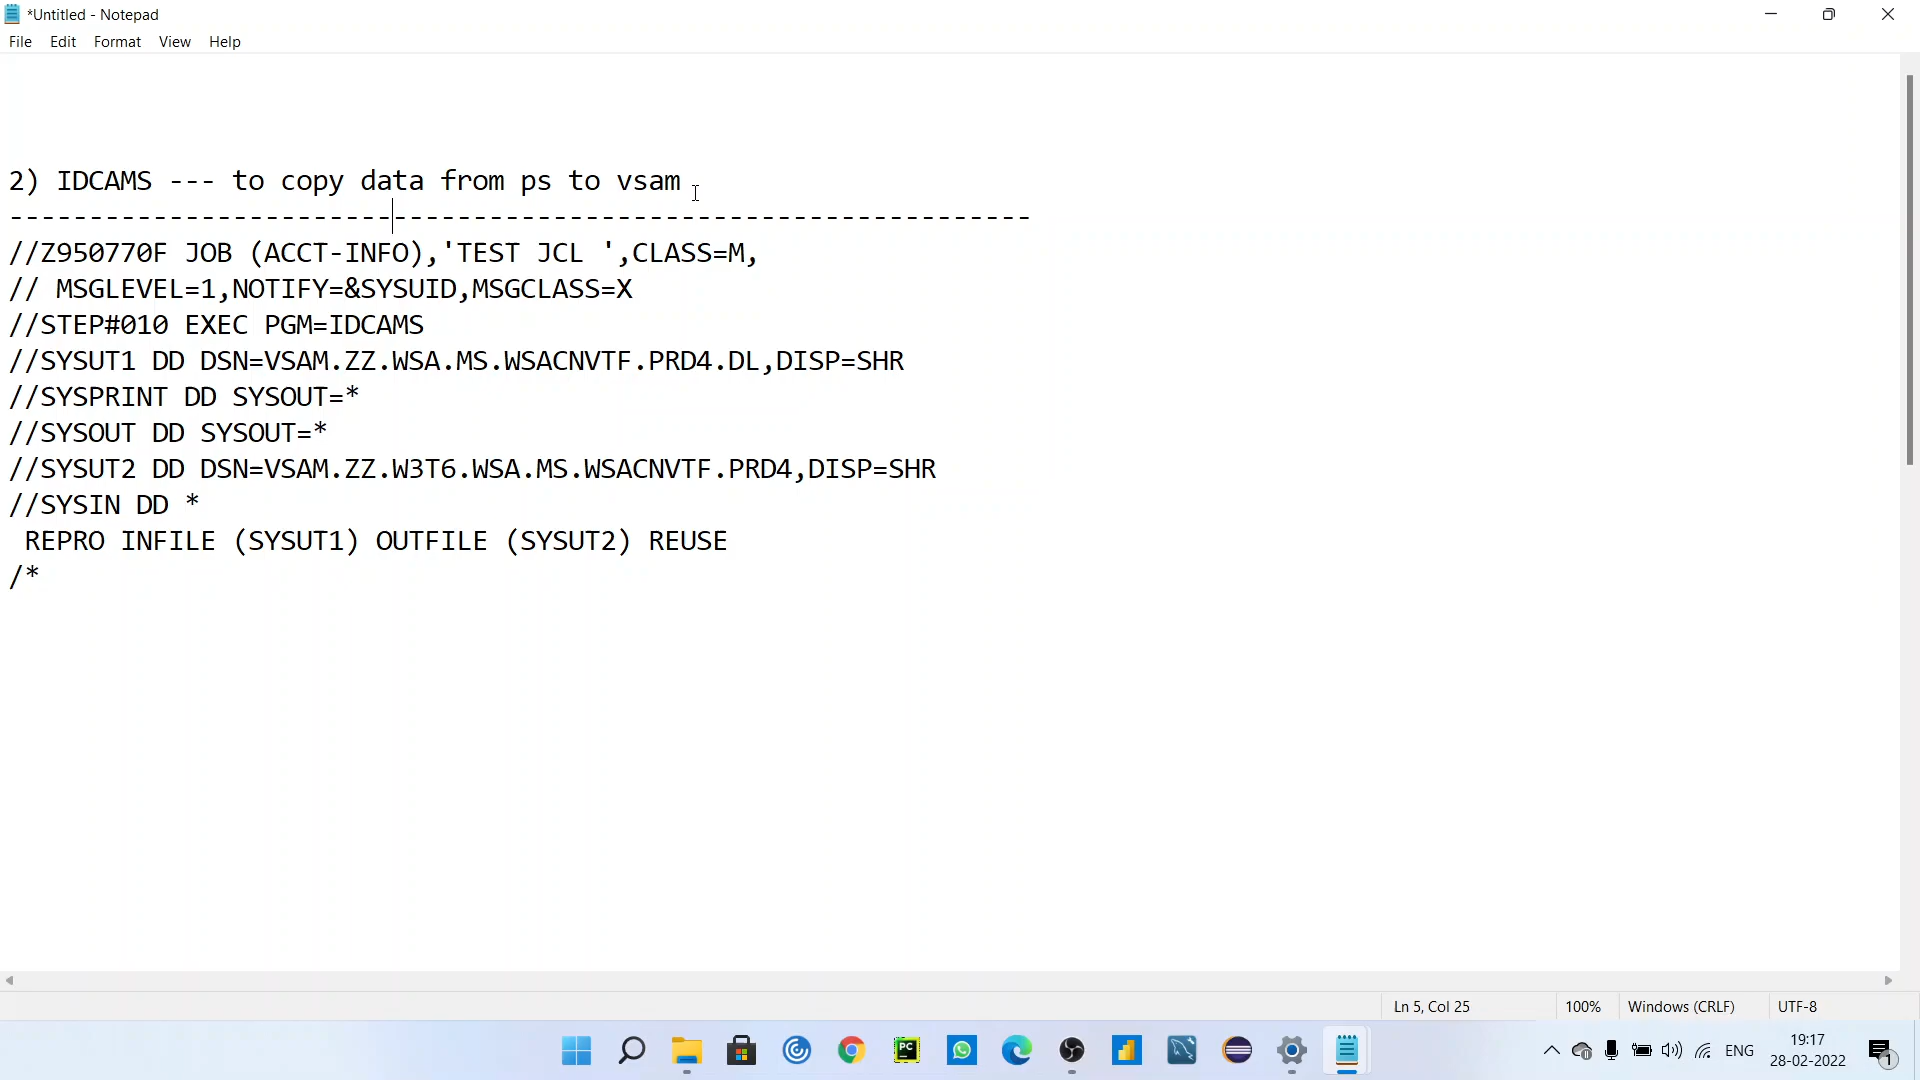 *Untitled - Notepad
File Edit Format View Help
2) IDCAMS --- to copy data from ps to vsam
----------------------------------------------------------------
//Z950770F JOB (ACCT-INFO),'TEST JCL ',CLASS=M,
// MSGLEVEL=1,NOTIFY=&SYSUID,MSGCLASS=X
//STEP#010 EXEC PGM=IDCAMS
//SYSUT1 DD DSN=VSAM.ZZ.WSA.MS.WSACNVTF.PRD4.DL,DISP=SHR
//SYSPRINT DD SYSOUT=*
//SYSOUT DD SYSOUT=*
//SYSUT2 DD DSN=VSAM.ZZ.W3T6.WSA.MS.WSACNVTF.PRD4,DISP=SHR
//SYSIN DD *
 REPRO INFILE (SYSUT1) OUTFILE (SYSUT2) REUSE
/*
Ln 5, Col 25 100% Windows (CRLF) UTF-8
PC
ENG
19:17
28-02-2022
1